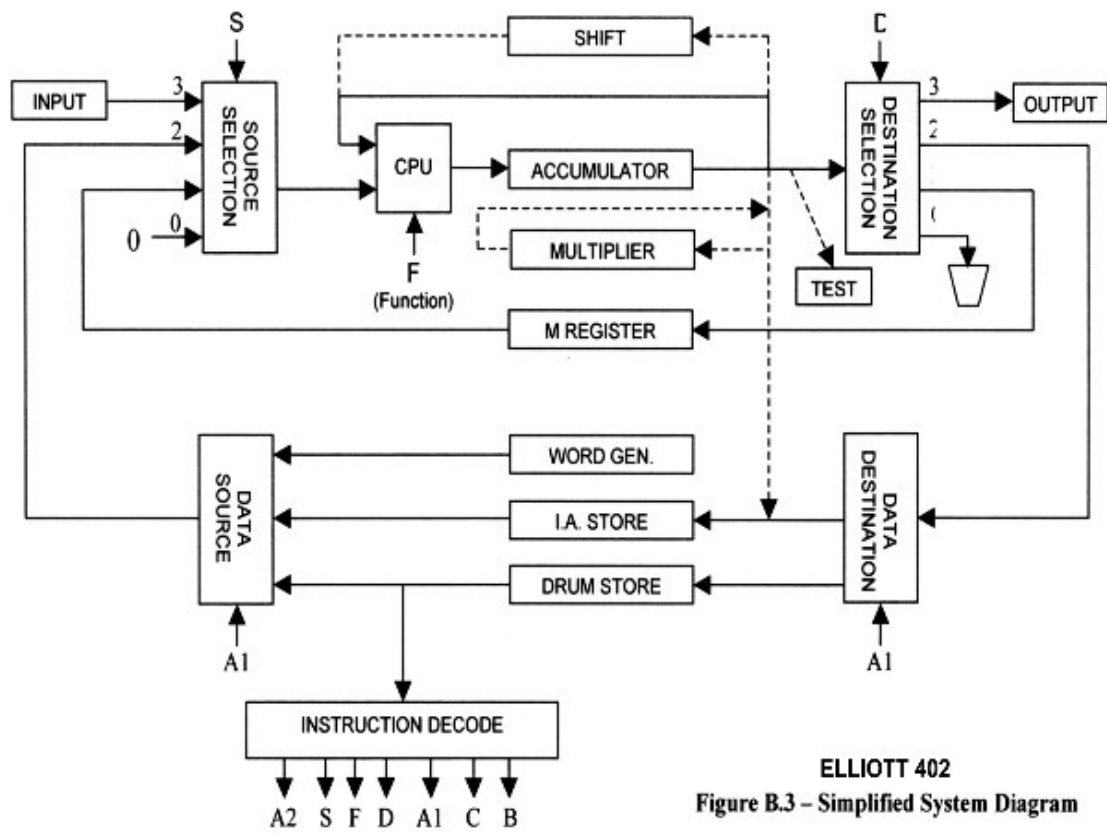 S
SHIFT
D
INPUT
3
2
0
0
SOURCE SELECTION
CPU
ACCUMULATOR
DESTINATION SELECTION
3
OUTPUT
MULTIPLIER
F
(Function)
TEST
M REGISTER
DATA SOURCE
WORD GEN.
I.A. STORE
DRUM STORE
DATA DESTINATION
A1
A1
INSTRUCTION DECODE
A2 S F D A1 C B
ELLIOTT 402
Figure B.3 – Simplified System Diagram